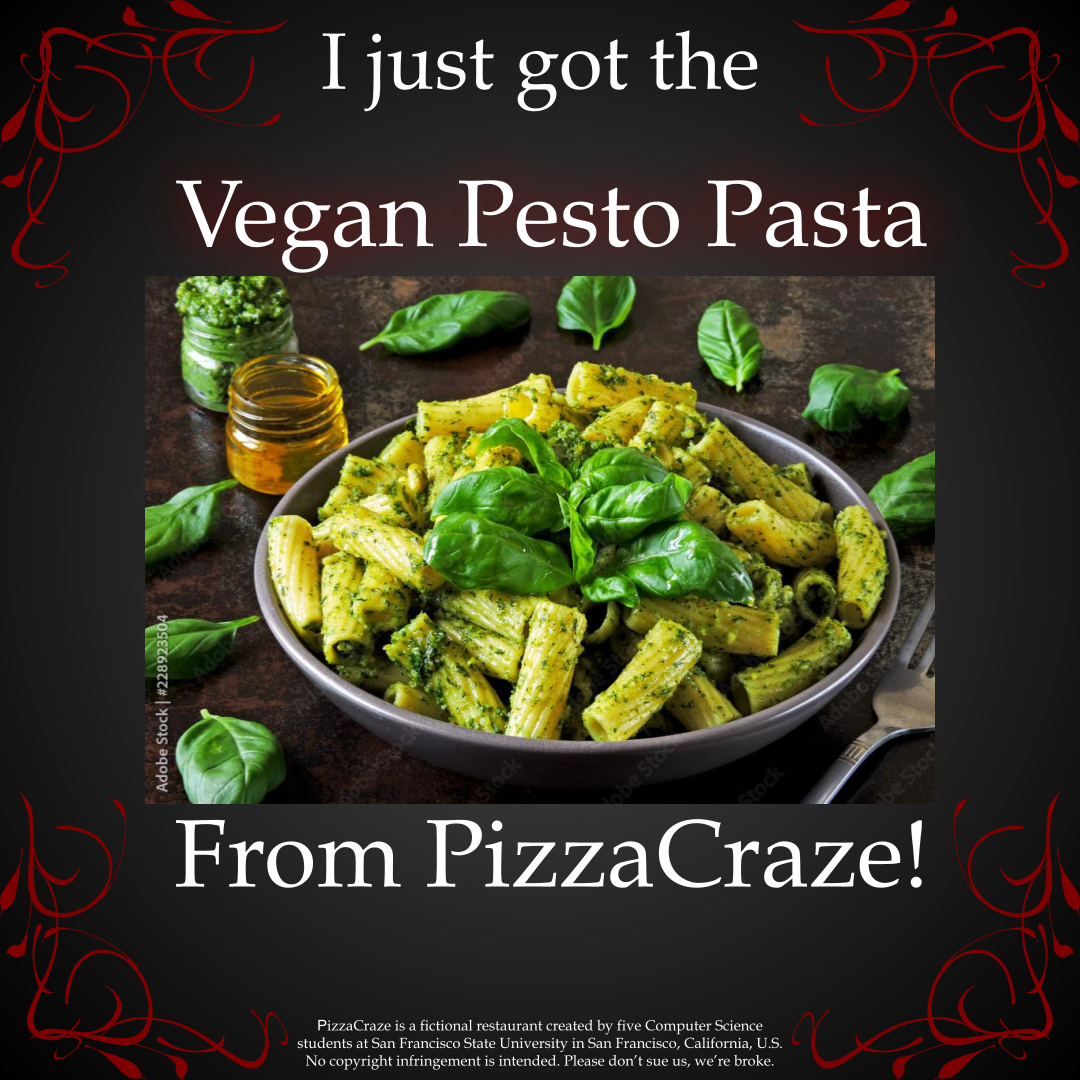 I just got the
Vegan Pesto Pasta
Adobe Stock | #228923504
From PizzaCraze!
PizzaCraze is a fictional restaurant created by five Computer Science
students at San Francisco State University in San Francisco, California, U.S.
No copyright infringement is intended. Please don’t sue us, we’re broke.